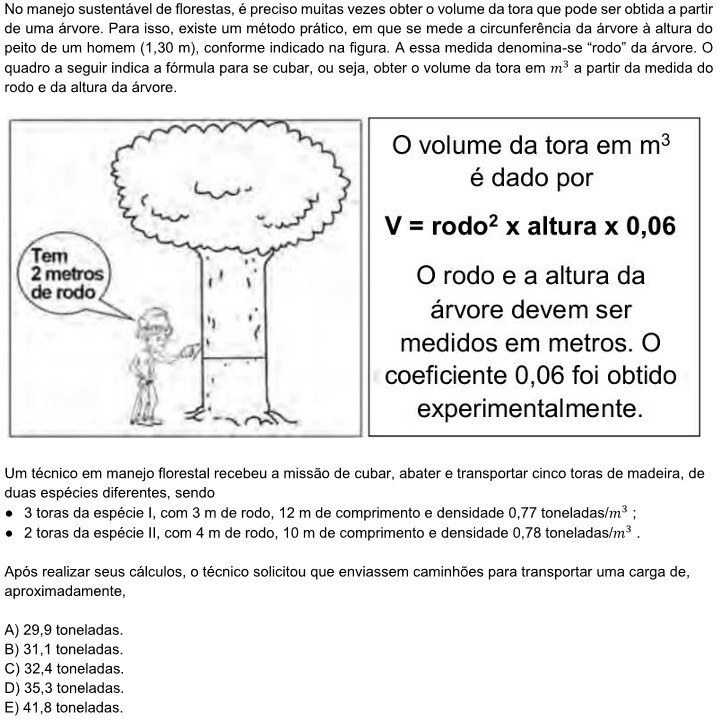 No manejo sustentável de florestas, é preciso muitas vezes obter o volume da tora que pode ser obtida a partir
de uma árvore. Para isso, existe um método prático, em que se mede a circunferência da árvore à altura do
peito de um homem (1,30 m), conforme indicado na figura. A essa medida denomina-se “rodo” da árvore. O
quadro a seguir indica a fórmula para se cubar, ou seja, obter o volume da tora em m³ a partir da medida do
rodo e da altura da árvore.
Tem
2 metros
de rodo
O volume da tora em m³
é dado por
V = rodo² x altura x 0,06
O rodo e a altura da
árvore devem ser
medidos em metros. O
coeficiente 0,06 foi obtido
experimentalmente.
Um técnico em manejo florestal recebeu a missão de cubar, abater e transportar cinco toras de madeira, de
duas espécies diferentes, sendo
● 3 toras da espécie I, com 3 m de rodo, 12 m de comprimento e densidade 0,77 toneladas/m³ ;
● 2 toras da espécie II, com 4 m de rodo, 10 m de comprimento e densidade 0,78 toneladas/m³ .
Após realizar seus cálculos, o técnico solicitou que enviassem caminhões para transportar uma carga de,
aproximadamente,
A) 29,9 toneladas.
B) 31,1 toneladas.
C) 32,4 toneladas.
D) 35,3 toneladas.
E) 41,8 toneladas.